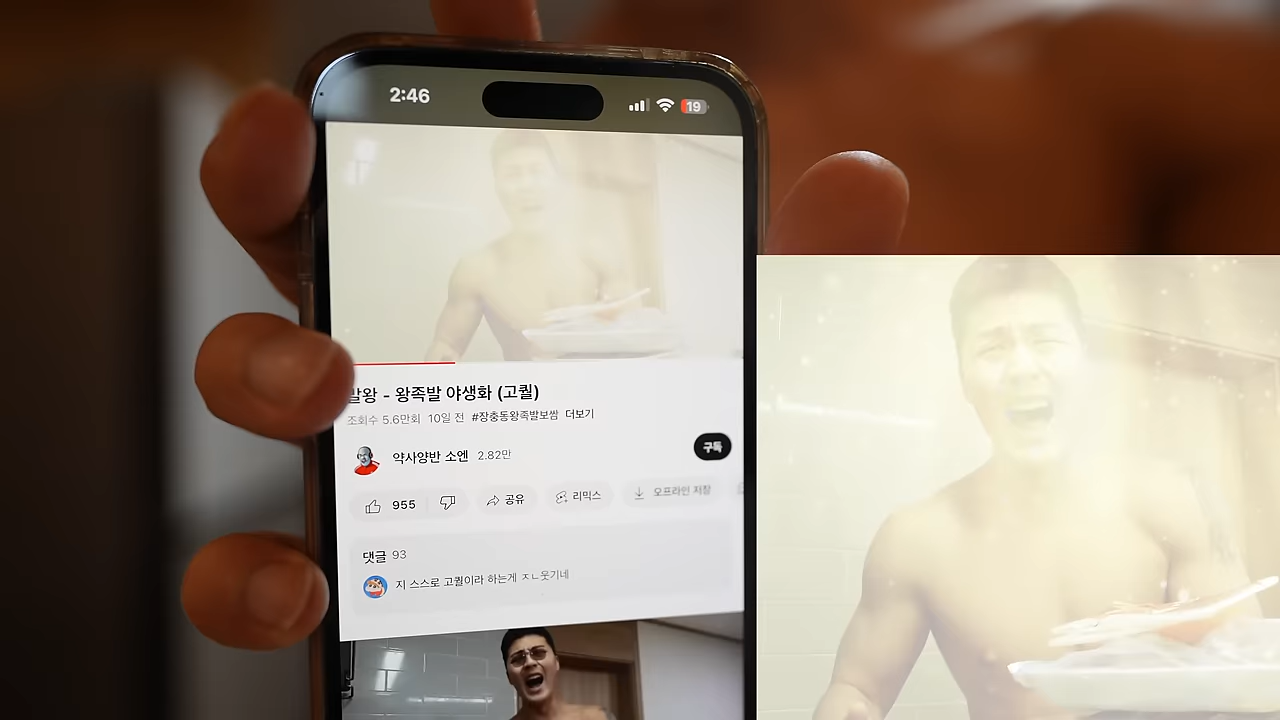 2:46
19
발왕 - 왕족발 야생화 (고퀄)
조회수 5.6만회 10일 전 #장충동왕족발보쌈 더보기
약사양반 소엔 2.82만
구독
955 공유 리믹스 오프라인 저장
댓글 93
지 스스로 고퀄이라 하는게 ㅈㄴ웃기네